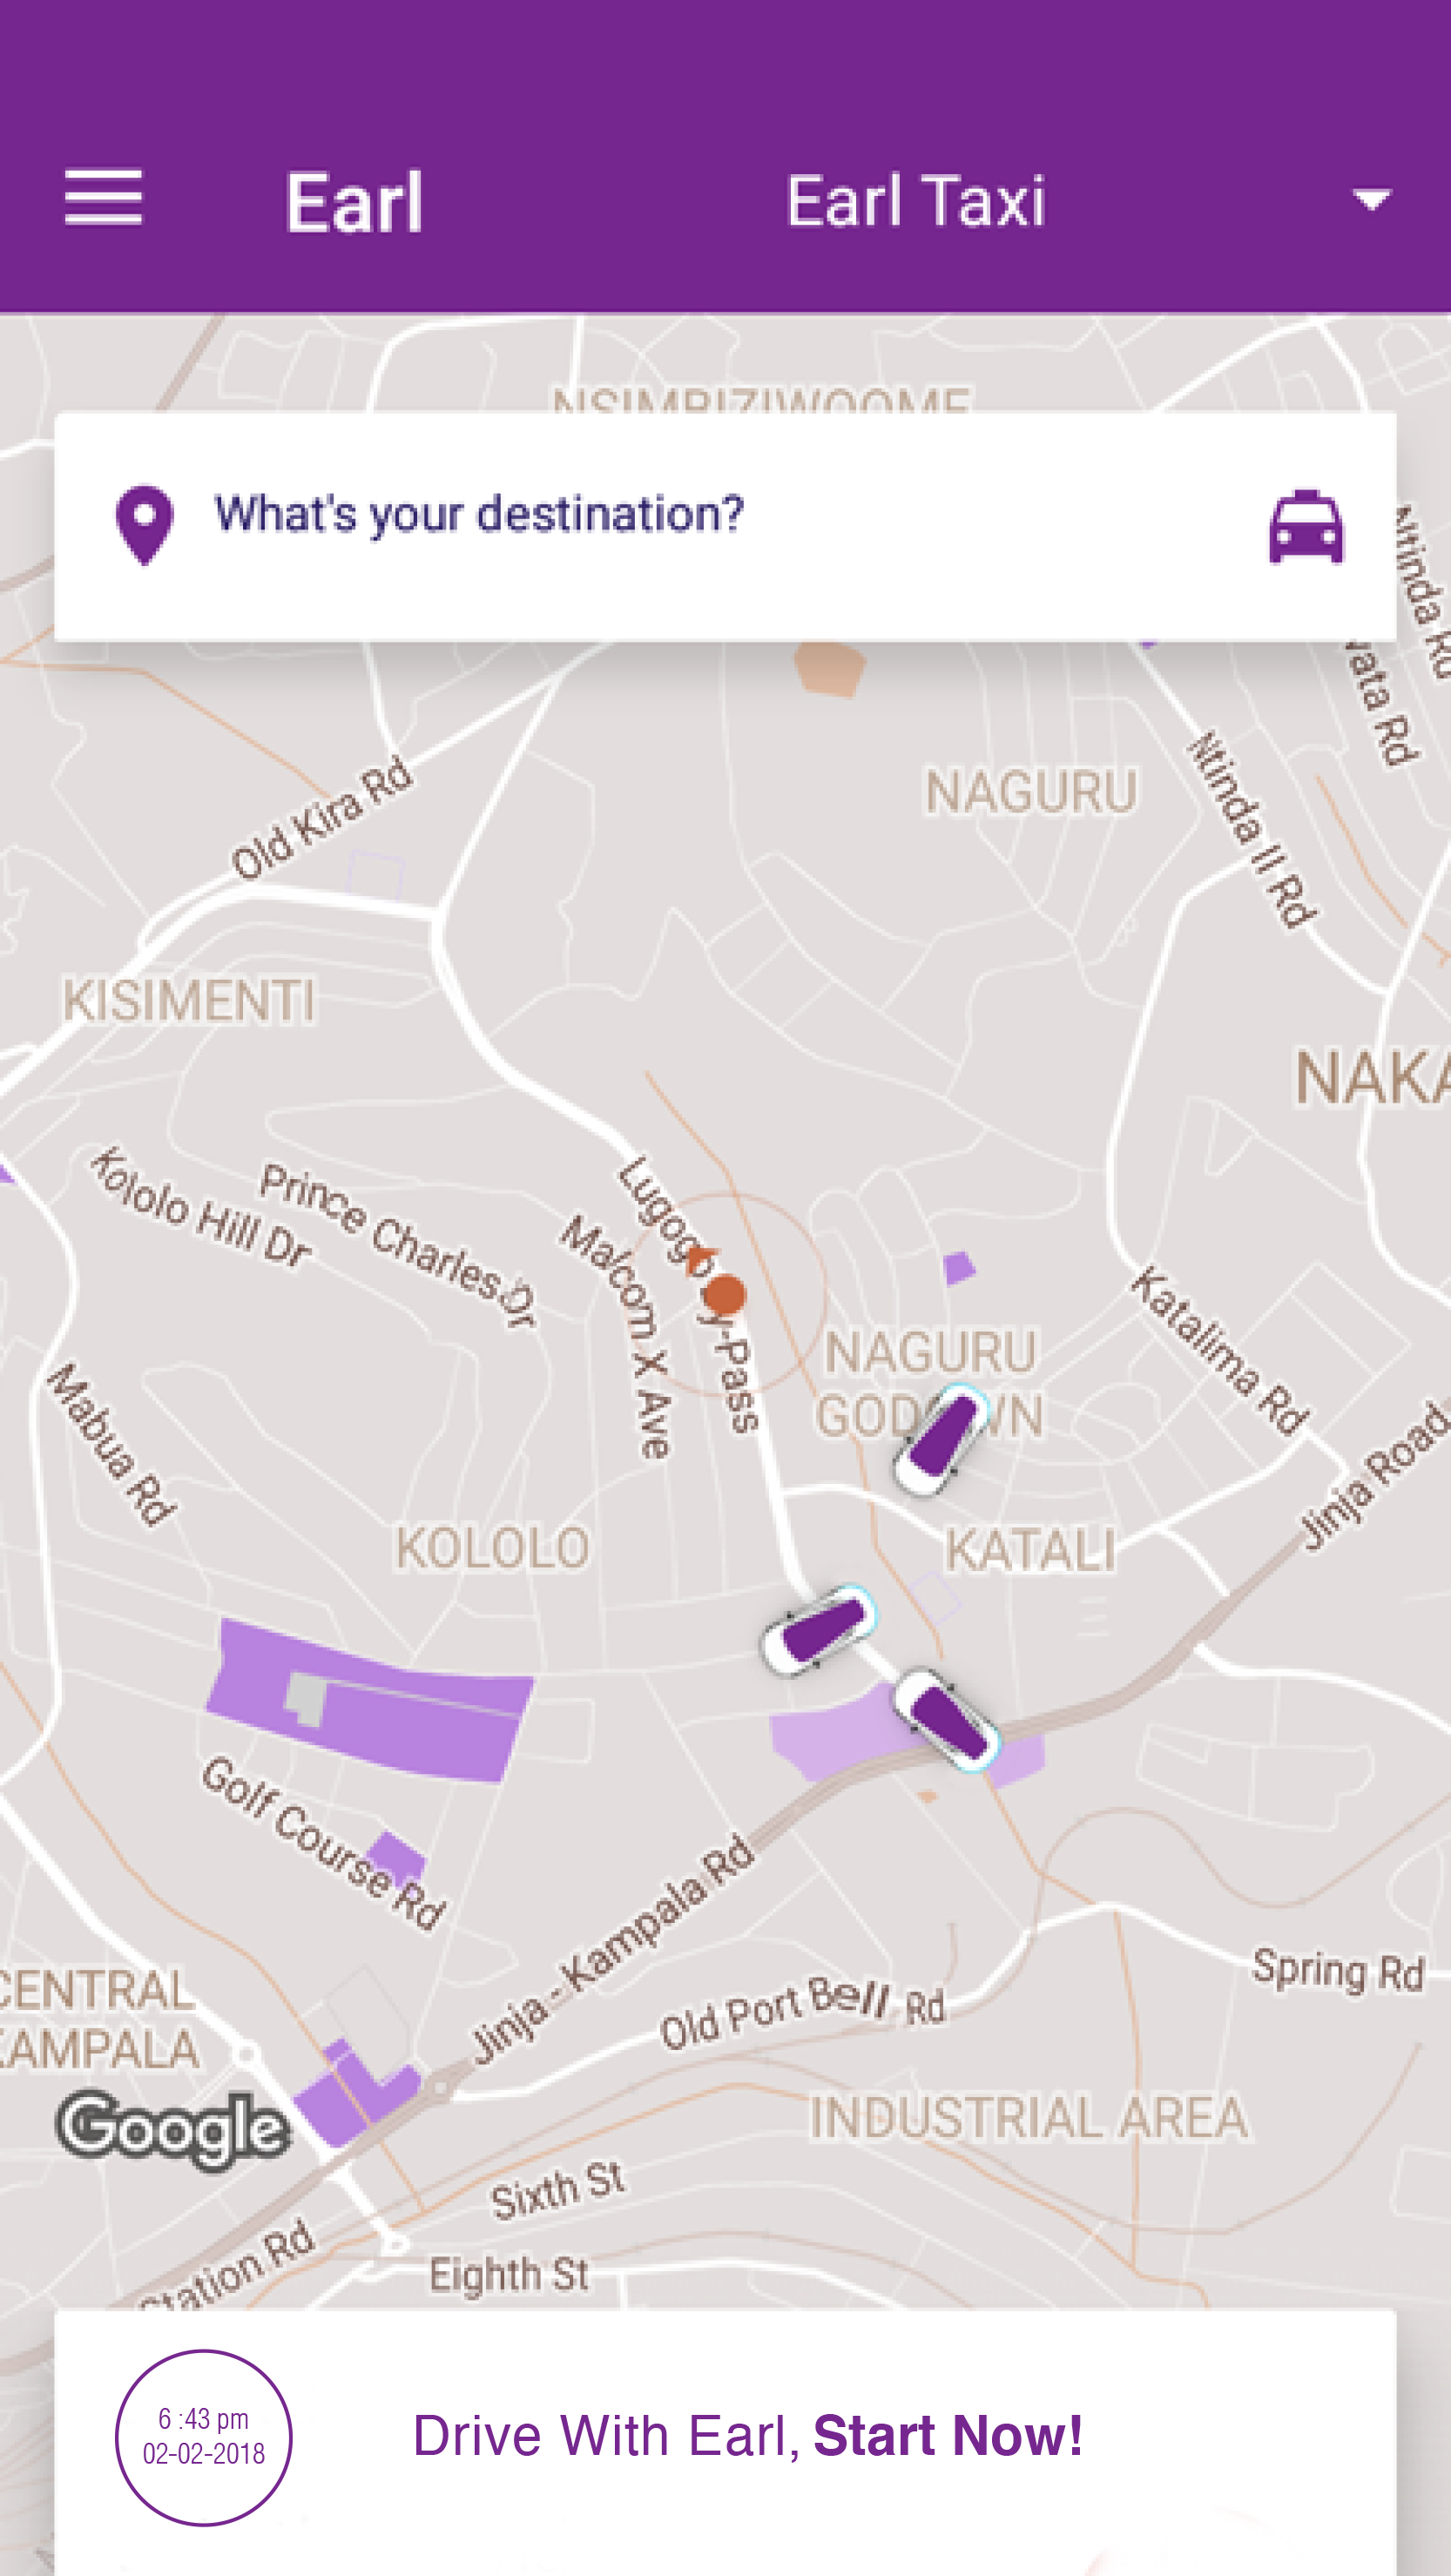 Earl
Earl Taxi
What's your destination?
Ntinda Rd
Old Kira Rd
NAGURU
Ntinda II Rd
KISIMENTI
Kololo Hill Dr
Prince Charles Dr
Malcom X Ave
NAGURU
Katalima Rd
Mabua Rd
Jinja Road
KOLOLO
KATALI
Golf Course Rd
Jinja - Kampala Rd
CENTRAL
KAMPALA
Old Port Bell Rd
Spring Rd
Google
INDUSTRIAL AREA
Sixth St
Station Rd
Eighth St
6 :43 pm
02-02-2018
Drive With Earl, Start Now!